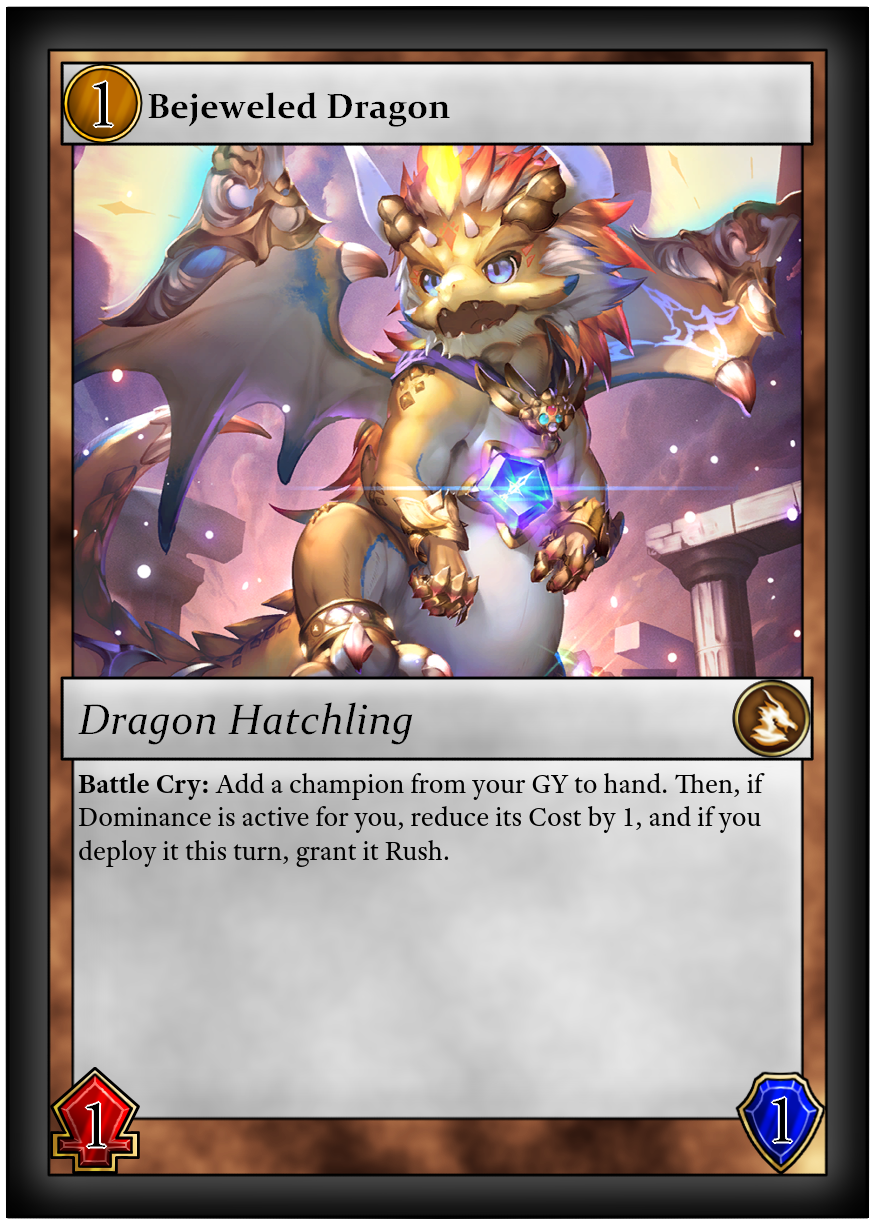 1
Bejeweled Dragon
Dragon Hatchling
Battle Cry: Add a champion from your GY to hand. Then, if
Dominance is active for you, reduce its Cost by 1, and if you
deploy it this turn, grant it Rush.
1
1